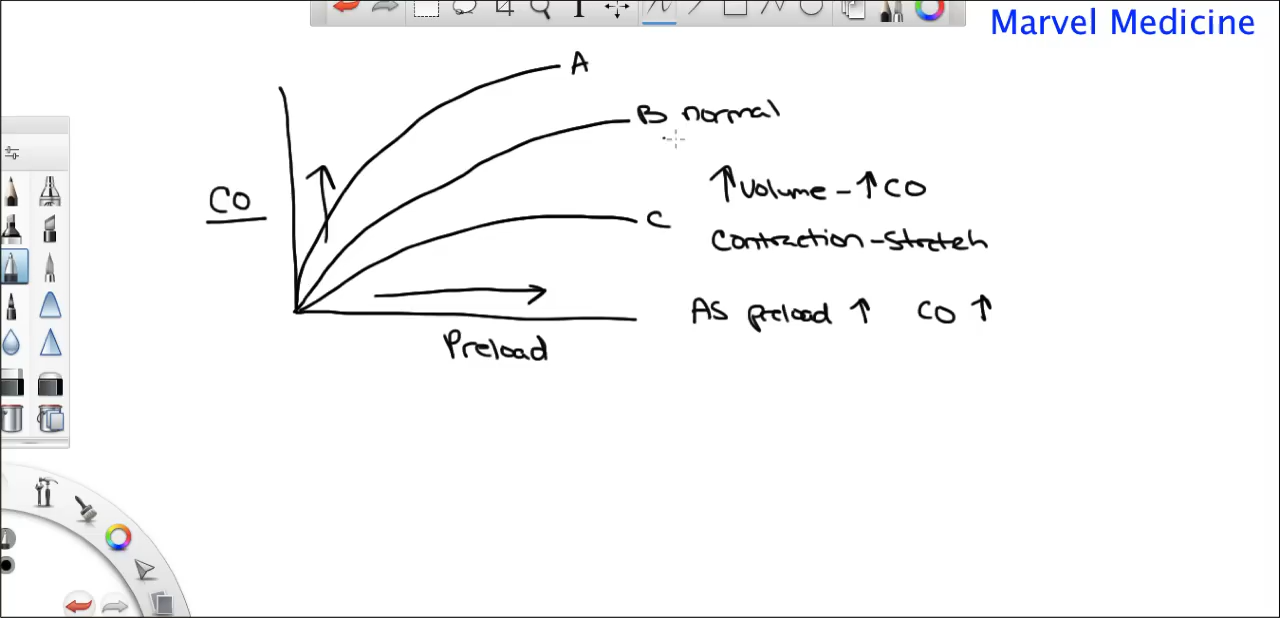 Marvel Medicine
A
B normal
CO
↑ Volume - ↑ CO
C
Contraction - Stretch
As preload ↑ CO ↑
Preload